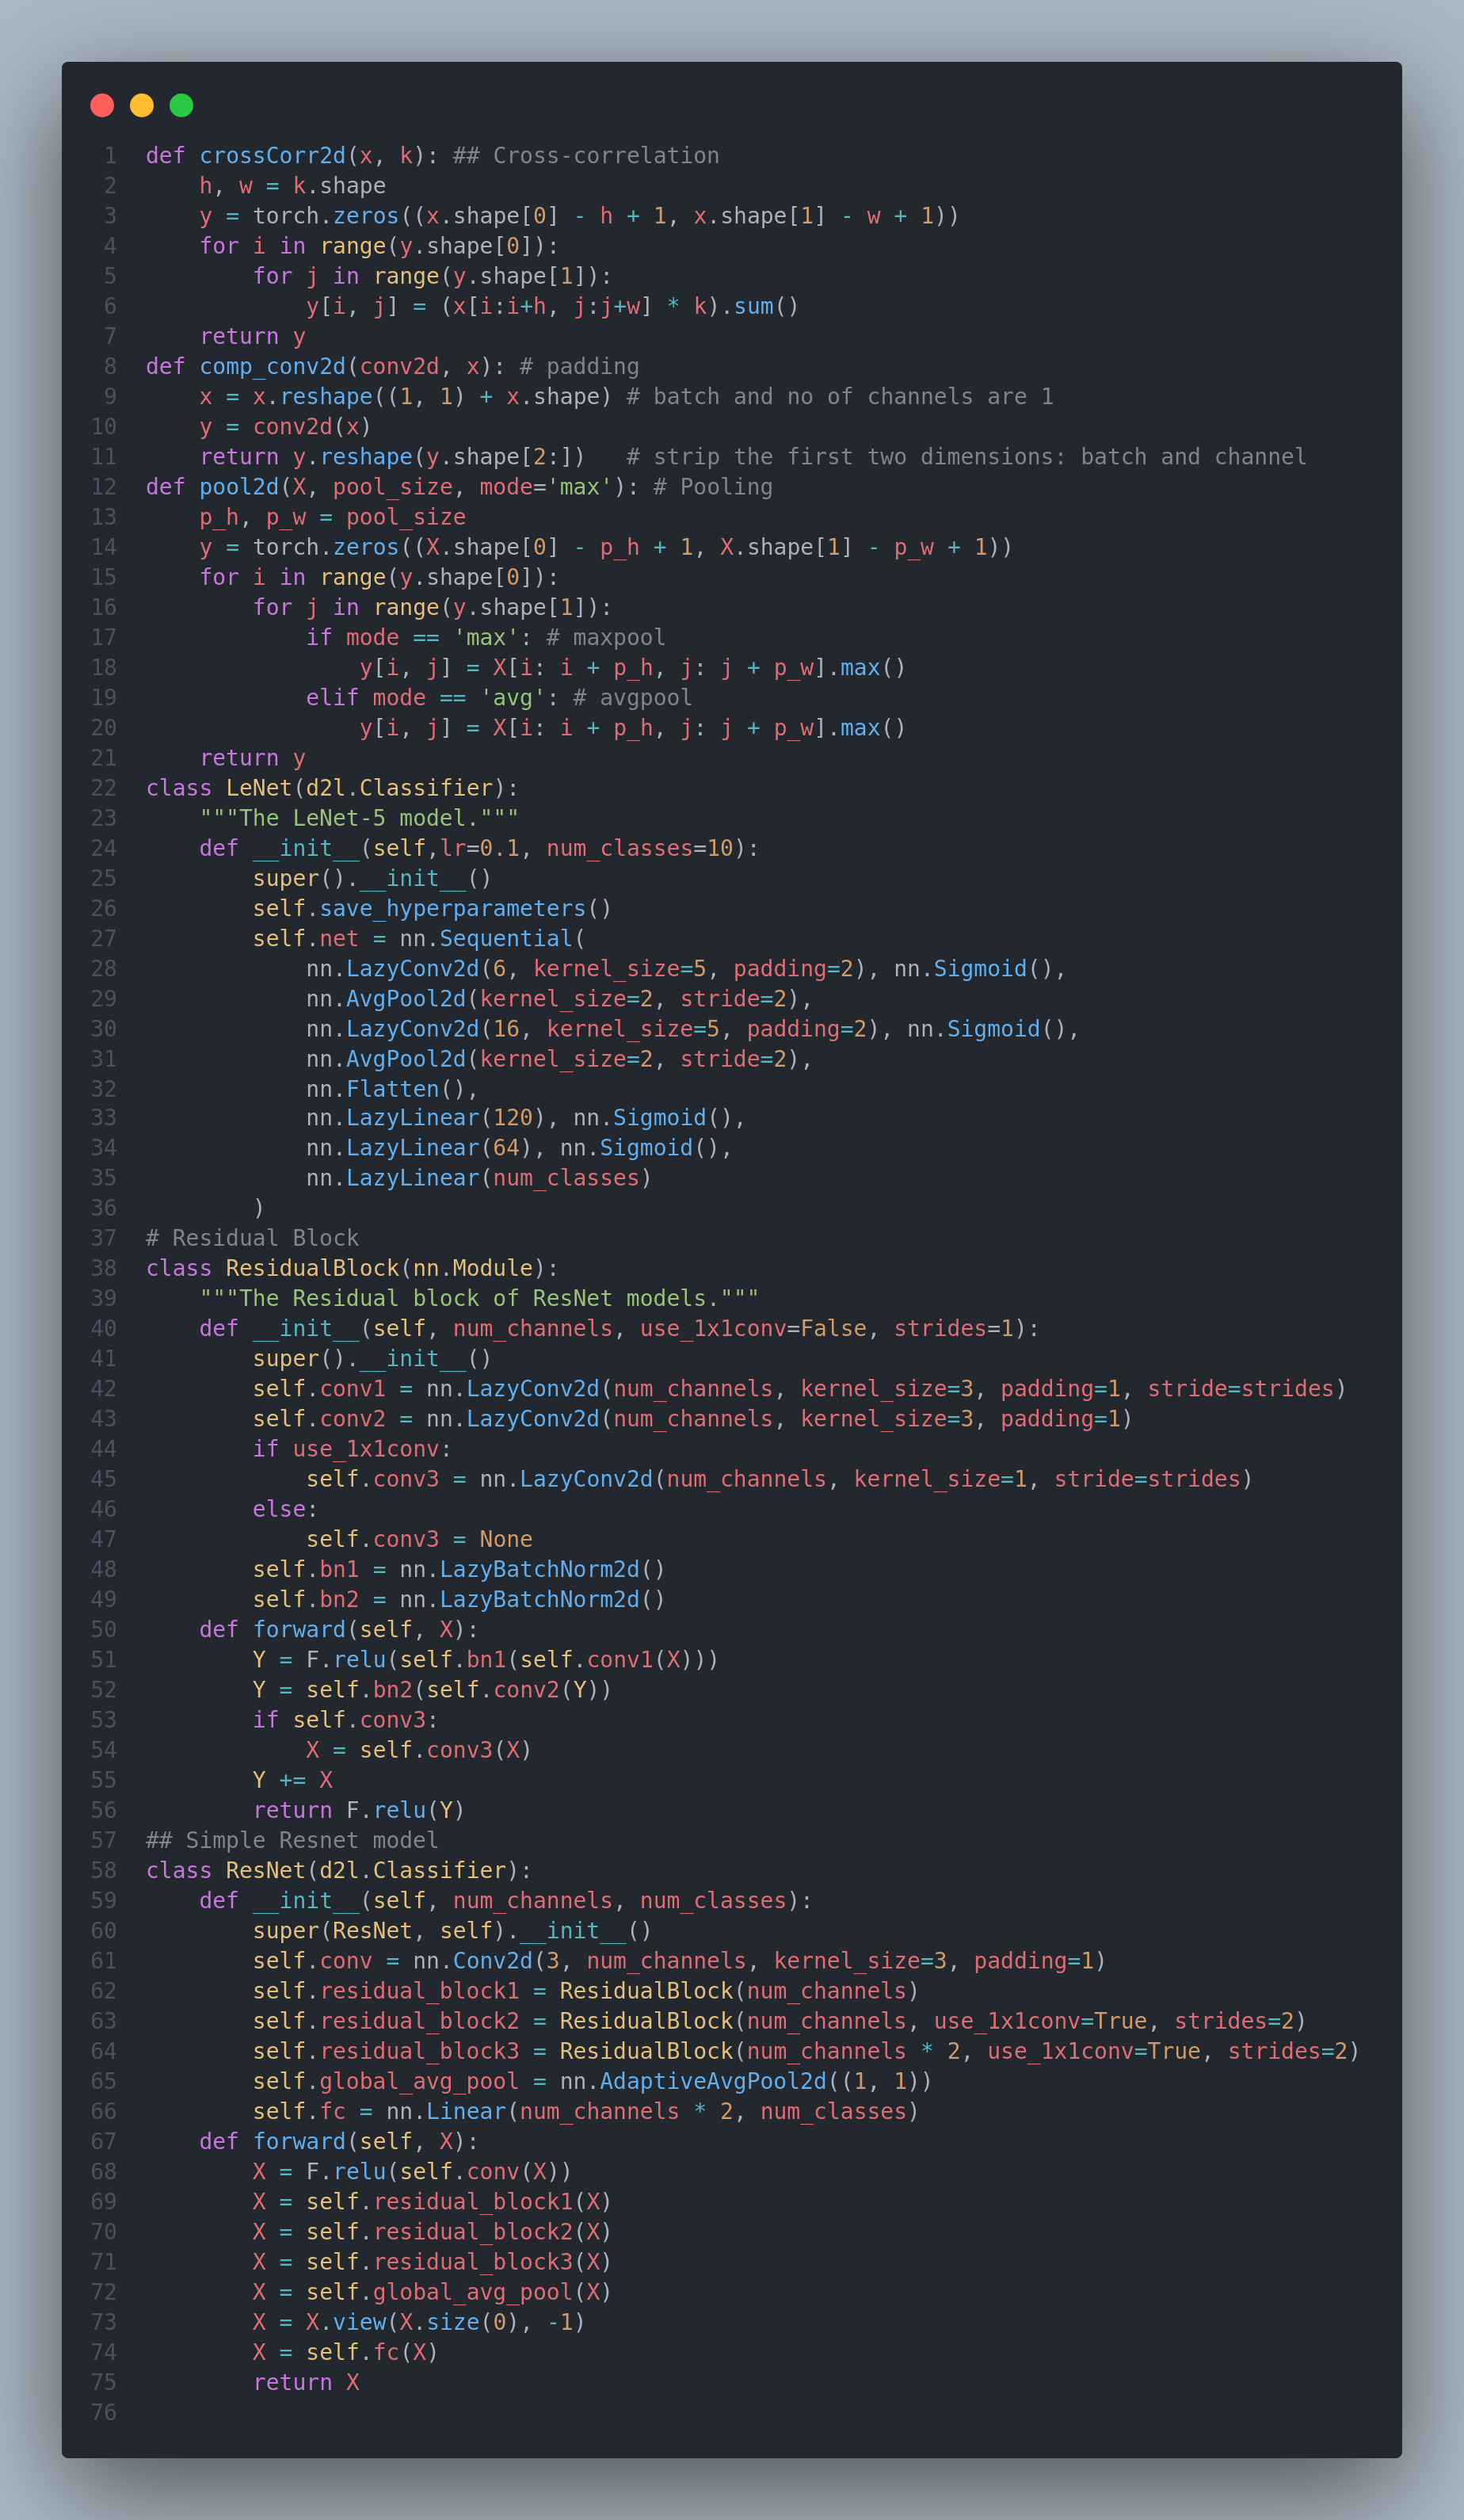 1 def crossCorr2d(x, k): ## Cross-correlation
2     h, w = k.shape
3     y = torch.zeros((x.shape[0] - h + 1, x.shape[1] - w + 1))
4     for i in range(y.shape[0]):
5         for j in range(y.shape[1]):
6             y[i, j] = (x[i:i+h, j:j+w] * k).sum()
7     return y
8 def comp_conv2d(conv2d, x): # padding
9     x = x.reshape((1, 1) + x.shape) # batch and no of channels are 1
10     y = conv2d(x)
11     return y.reshape(y.shape[2:])   # strip the first two dimensions: batch and channel
12 def pool2d(X, pool_size, mode='max'): # Pooling
13     p_h, p_w = pool_size
14     y = torch.zeros((X.shape[0] - p_h + 1, X.shape[1] - p_w + 1))
15     for i in range(y.shape[0]):
16         for j in range(y.shape[1]):
17             if mode == 'max': # maxpool
18                 y[i, j] = X[i: i + p_h, j: j + p_w].max()
19             elif mode == 'avg': # avgpool
20                 y[i, j] = X[i: i + p_h, j: j + p_w].max()
21     return y
22 class LeNet(d2l.Classifier):
23     """The LeNet-5 model."""
24     def __init__(self,lr=0.1, num_classes=10):
25         super().__init__()
26         self.save_hyperparameters()
27         self.net = nn.Sequential(
28             nn.LazyConv2d(6, kernel_size=5, padding=2), nn.Sigmoid(),
29             nn.AvgPool2d(kernel_size=2, stride=2),
30             nn.LazyConv2d(16, kernel_size=5, padding=2), nn.Sigmoid(),
31             nn.AvgPool2d(kernel_size=2, stride=2),
32             nn.Flatten(),
33             nn.LazyLinear(120), nn.Sigmoid(),
34             nn.LazyLinear(64), nn.Sigmoid(),
35             nn.LazyLinear(num_classes)
36         )
37 # Residual Block
38 class ResidualBlock(nn.Module):
39     """The Residual block of ResNet models."""
40     def __init__(self, num_channels, use_1x1conv=False, strides=1):
41         super().__init__()
42         self.conv1 = nn.LazyConv2d(num_channels, kernel_size=3, padding=1, stride=strides)
43         self.conv2 = nn.LazyConv2d(num_channels, kernel_size=3, padding=1)
44         if use_1x1conv:
45             self.conv3 = nn.LazyConv2d(num_channels, kernel_size=1, stride=strides)
46         else:
47             self.conv3 = None
48         self.bn1 = nn.LazyBatchNorm2d()
49         self.bn2 = nn.LazyBatchNorm2d()
50     def forward(self, X):
51         Y = F.relu(self.bn1(self.conv1(X)))
52         Y = self.bn2(self.conv2(Y))
53         if self.conv3:
54             X = self.conv3(X)
55         Y += X
56         return F.relu(Y)
57 ## Simple Resnet model
58 class ResNet(d2l.Classifier):
59     def __init__(self, num_channels, num_classes):
60         super(ResNet, self).__init__()
61         self.conv = nn.Conv2d(3, num_channels, kernel_size=3, padding=1)
62         self.residual_block1 = ResidualBlock(num_channels)
63         self.residual_block2 = ResidualBlock(num_channels, use_1x1conv=True, strides=2)
64         self.residual_block3 = ResidualBlock(num_channels * 2, use_1x1conv=True, strides=2)
65         self.global_avg_pool = nn.AdaptiveAvgPool2d((1, 1))
66         self.fc = nn.Linear(num_channels * 2, num_classes)
67     def forward(self, X):
68         X = F.relu(self.conv(X))
69         X = self.residual_block1(X)
70         X = self.residual_block2(X)
71         X = self.residual_block3(X)
72         X = self.global_avg_pool(X)
73         X = X.view(X.size(0), -1)
74         X = self.fc(X)
75         return X
76